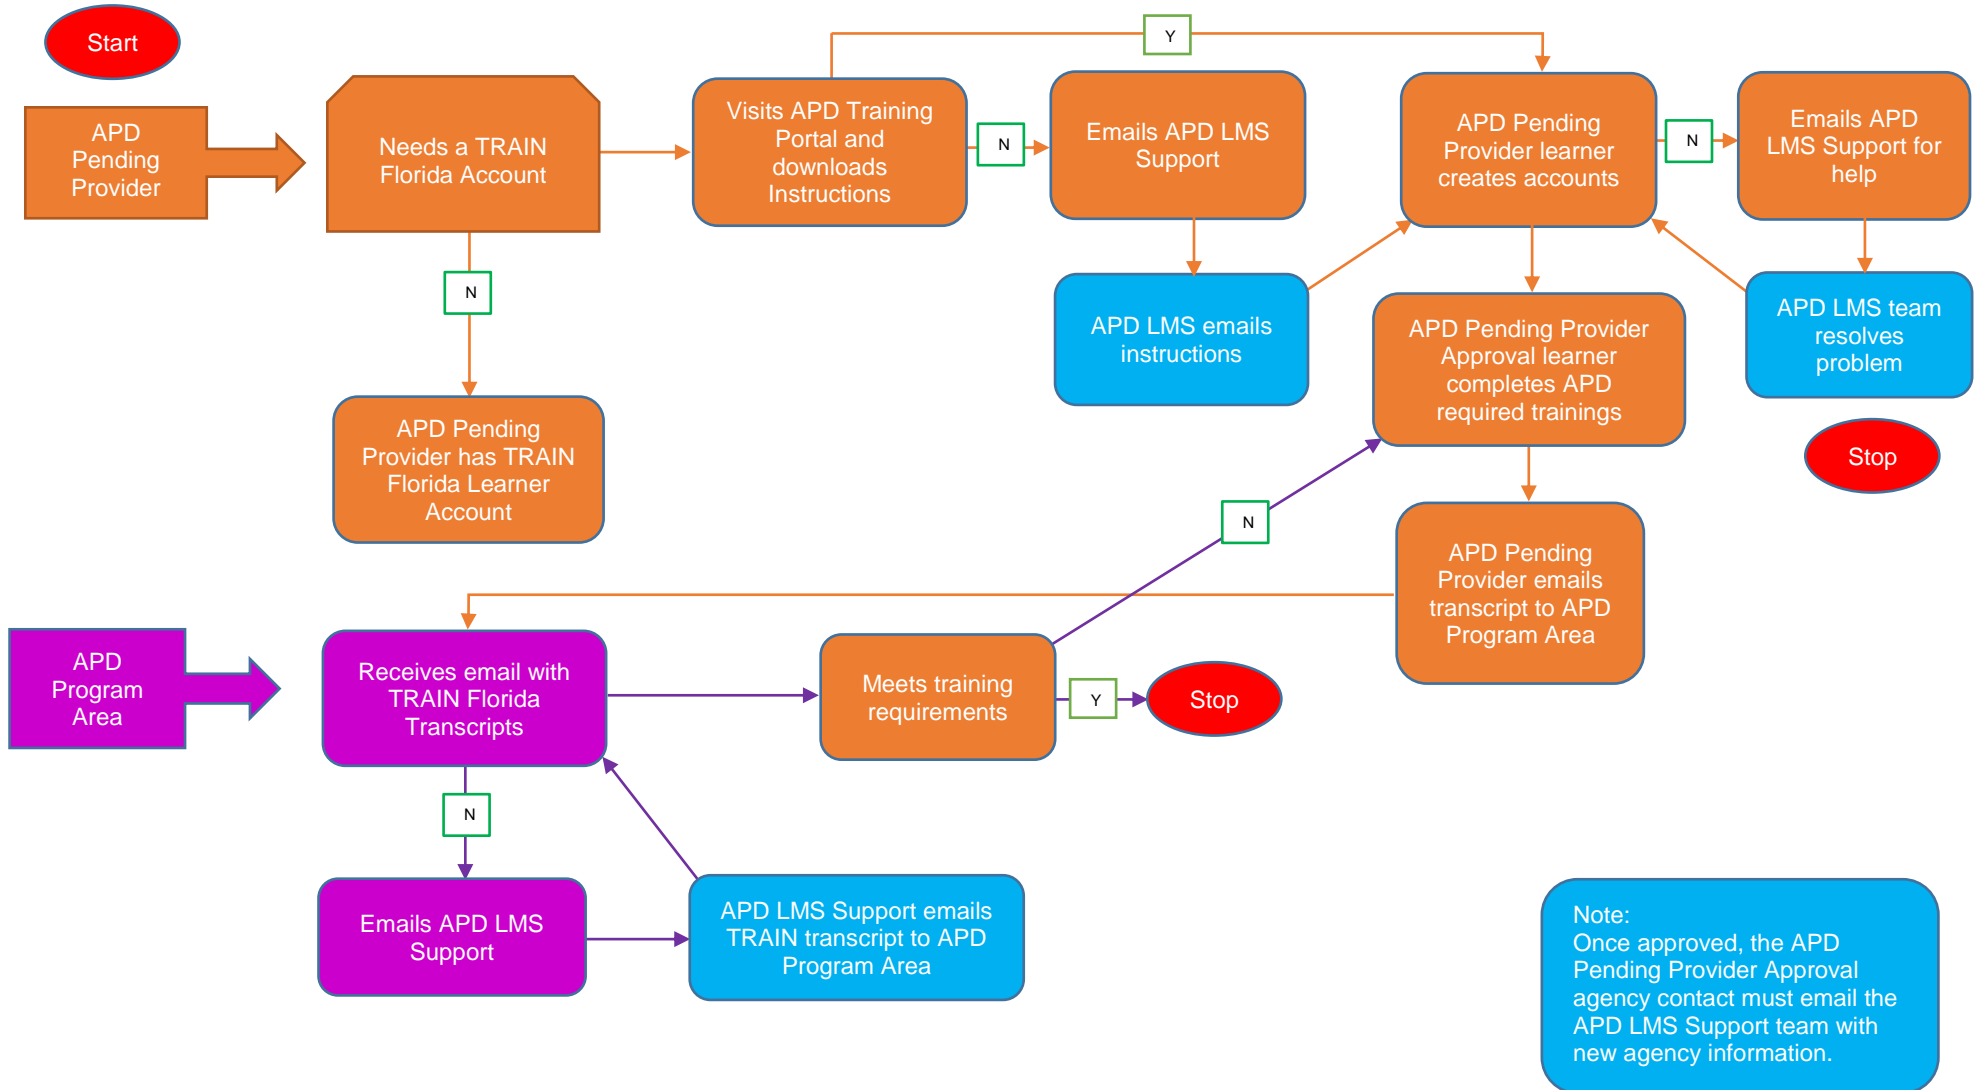 Start
Y
APD
Pending
Provider
Needs a TRAIN
Florida Account
Visits APD Training
Portal and
downloads
Instructions
N
Emails APD LMS
Support
APD Pending
Provider learner
creates accounts
N
Emails APD
LMS Support for
help
N
APD LMS emails
instructions
APD Pending Provider
Approval learner
completes APD
required trainings
APD LMS team
resolves
problem
APD Pending
Provider has TRAIN
Florida Learner
Account
Stop
N
APD Pending
Provider emails
transcript to APD
Program Area
APD
Program
Area
Receives email with
TRAIN Florida
Transcripts
Meets training
requirements
Y
Stop
N
Emails APD LMS
Support
APD LMS Support emails
TRAIN transcript to APD
Program Area
Note:
Once approved, the APD
Pending Provider Approval
agency contact must email the
APD LMS Support team with
new agency information.